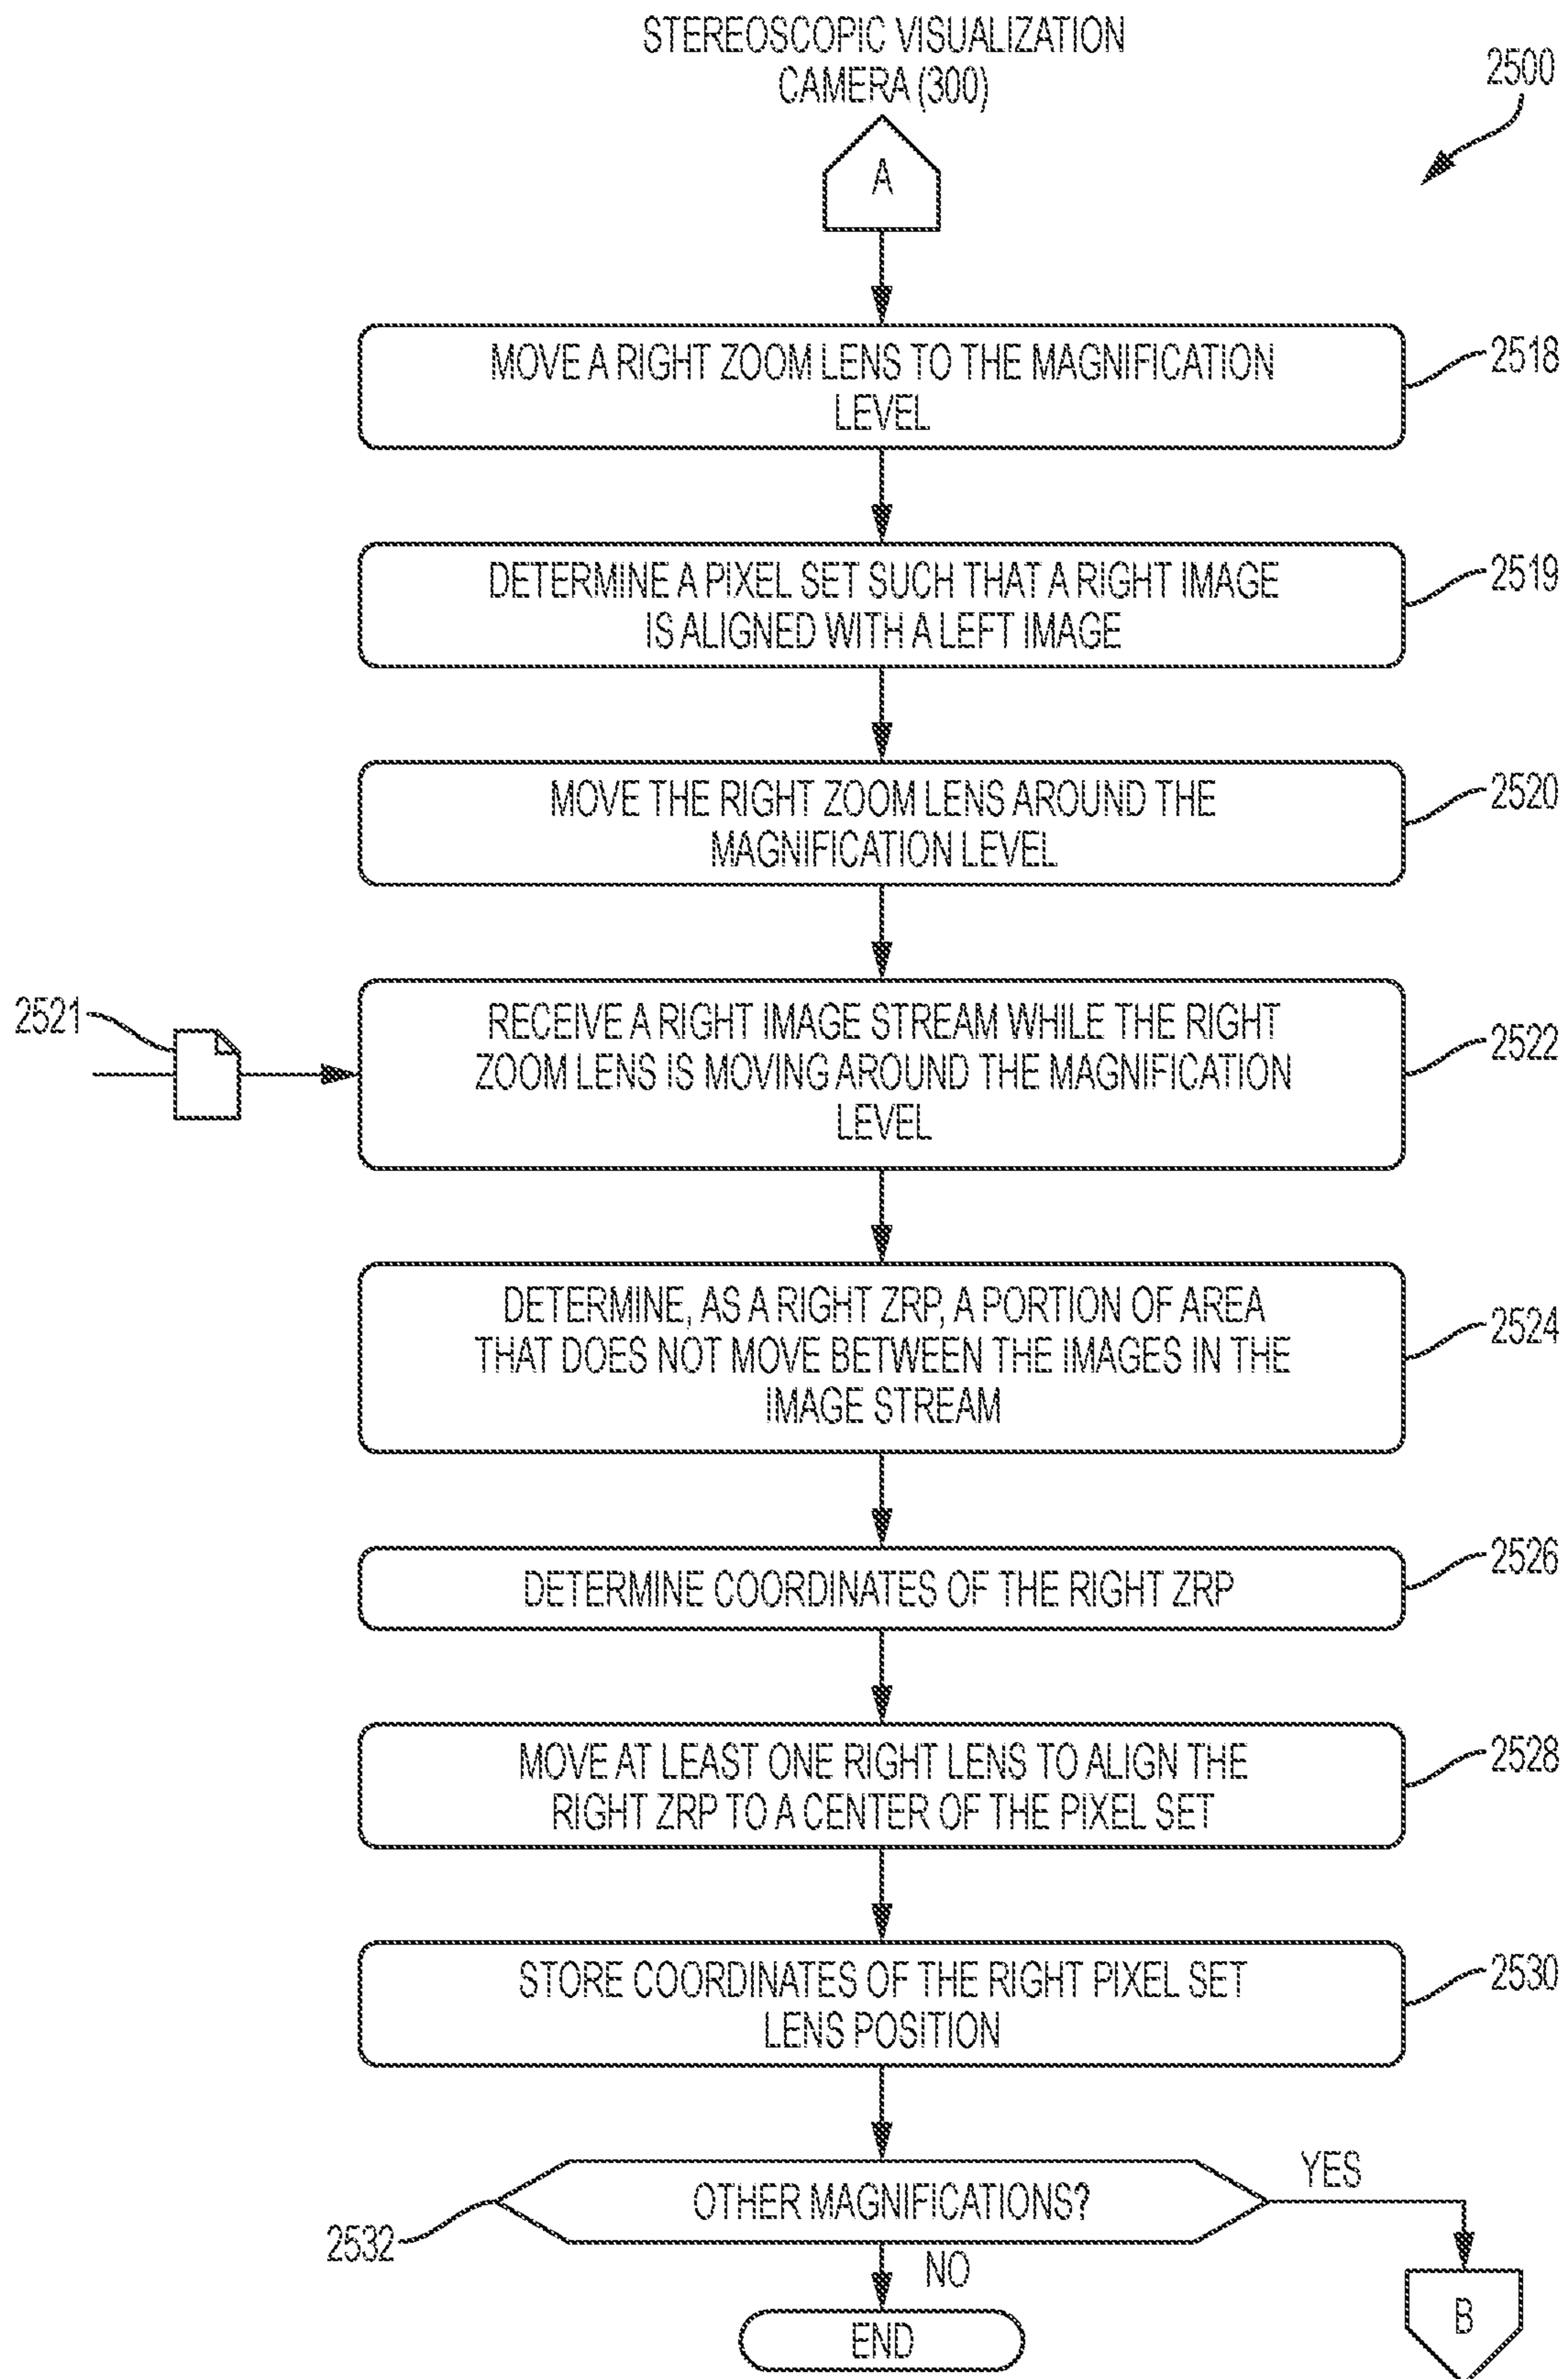 STEREOSCOPIC VISUALIZATION
CAMERA (300)
2500
A
MOVE A RIGHT ZOOM LENS TO THE MAGNIFICATION
LEVEL
2518
DETERMINE A PIXEL SET SUCH THAT A RIGHT IMAGE
IS ALIGNED WITH A LEFT IMAGE
2519
MOVE THE RIGHT ZOOM LENS AROUND THE
MAGNIFICATION LEVEL
2520
2521
RECEIVE A RIGHT IMAGE STREAM WHILE THE RIGHT
ZOOM LENS IS MOVING AROUND THE MAGNIFICATION
LEVEL
2522
DETERMINE, AS A RIGHT ZRP, A PORTION OF AREA
THAT DOES NOT MOVE BETWEEN THE IMAGES IN THE
IMAGE STREAM
2524
DETERMINE COORDINATES OF THE RIGHT ZRP
2526
MOVE AT LEAST ONE RIGHT LENS TO ALIGN THE
RIGHT ZRP TO A CENTER OF THE PIXEL SET
2528
STORE COORDINATES OF THE RIGHT PIXEL SET
LENS POSITION
2530
OTHER MAGNIFICATIONS?
YES
2532
NO
END
B